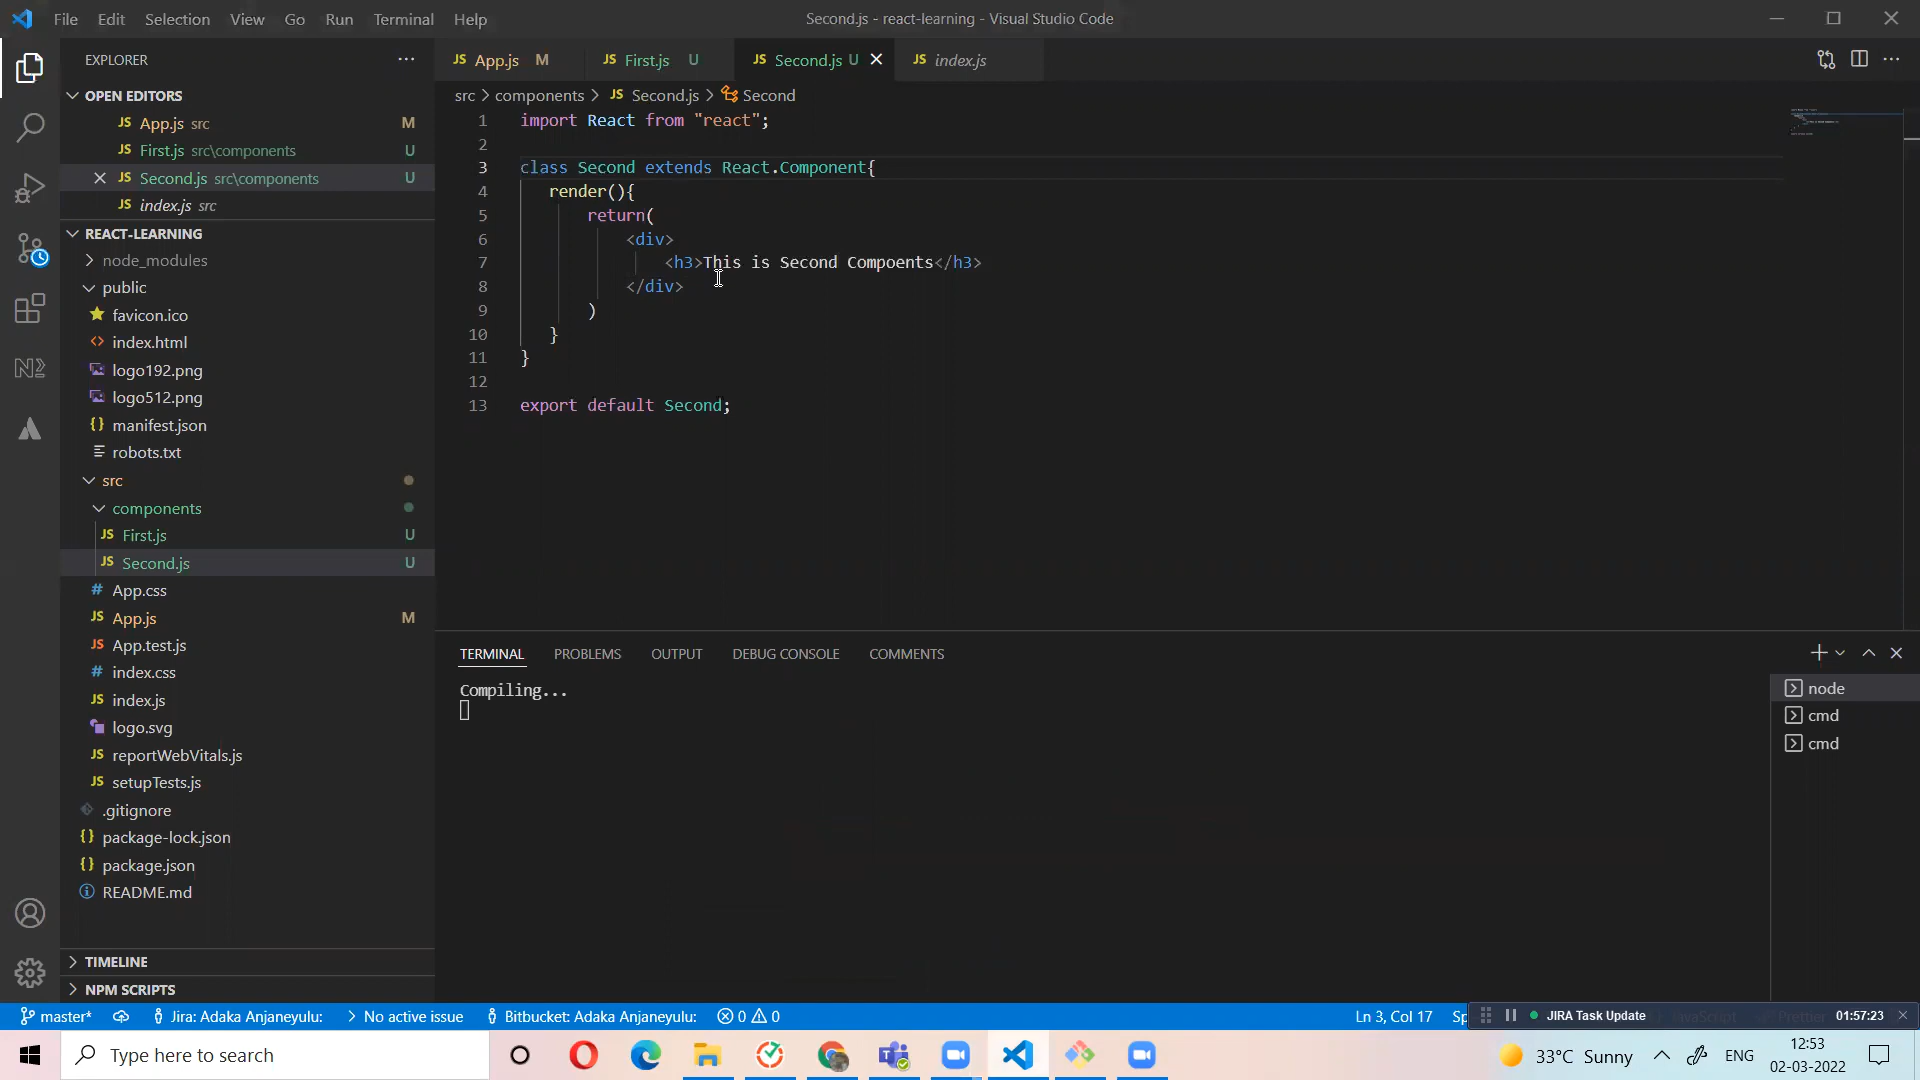 File Edit Selection View Go Run Terminal Help
Second.js - react-learning - Visual Studio Code
EXPLORER
OPEN EDITORS
JS App.js src M
JS First.js src\components U
JS Second.js src\components U
JS index.js src
REACT-LEARNING
node_modules
public
favicon.ico
index.html
logo192.png
logo512.png
manifest.json
robots.txt
src
components
JS First.js U
JS Second.js U
# App.css
JS App.js M
JS App.test.js
# index.css
JS index.js
logo.svg
JS reportWebVitals.js
JS setupTests.js
.gitignore
{} package-lock.json
{} package.json
README.md
TIMELINE
NPM SCRIPTS
JS App.js M JS First.js U JS Second.js U JS index.js
src > components > JS Second.js > Second
1 import React from "react";
2
3 class Second extends React.Component{
4 render(){
5 return(
6 <div>
7 <h3>This is Second Compoents</h3>
8 </div>
9 )
10 }
11 }
12
13 export default Second;
TERMINAL PROBLEMS OUTPUT DEBUG CONSOLE COMMENTS
Compiling...
node
cmd
cmd
master* Jira: Adaka Anjaneyulu: No active issue Bitbucket: Adaka Anjaneyulu: 0 0 Ln 3, Col 17 Sp
JIRA Task Update 01:57:23
Type here to search
33°C Sunny ENG
12:53
02-03-2022